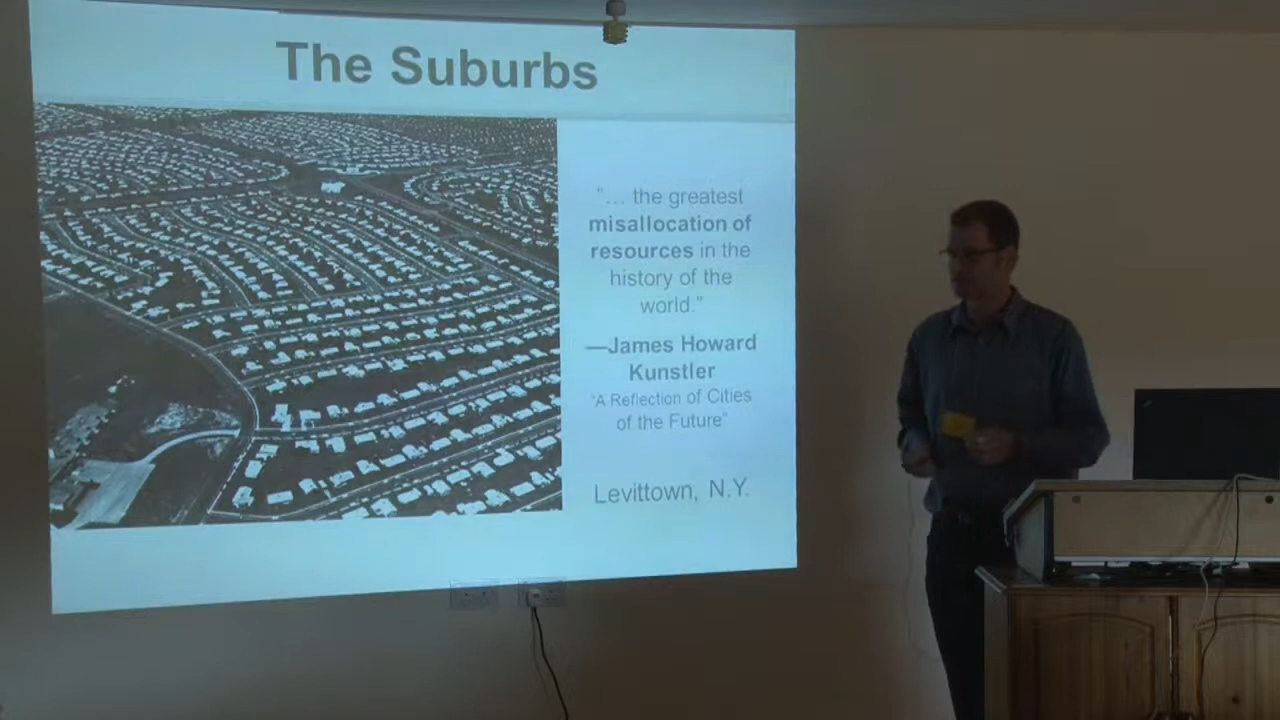 The Suburbs
"... the greatest
misallocation of
resources in the
history of the
world."
—James Howard
Kunstler
"A Reflection of Cities
of the Future"
Levittown, N.Y.